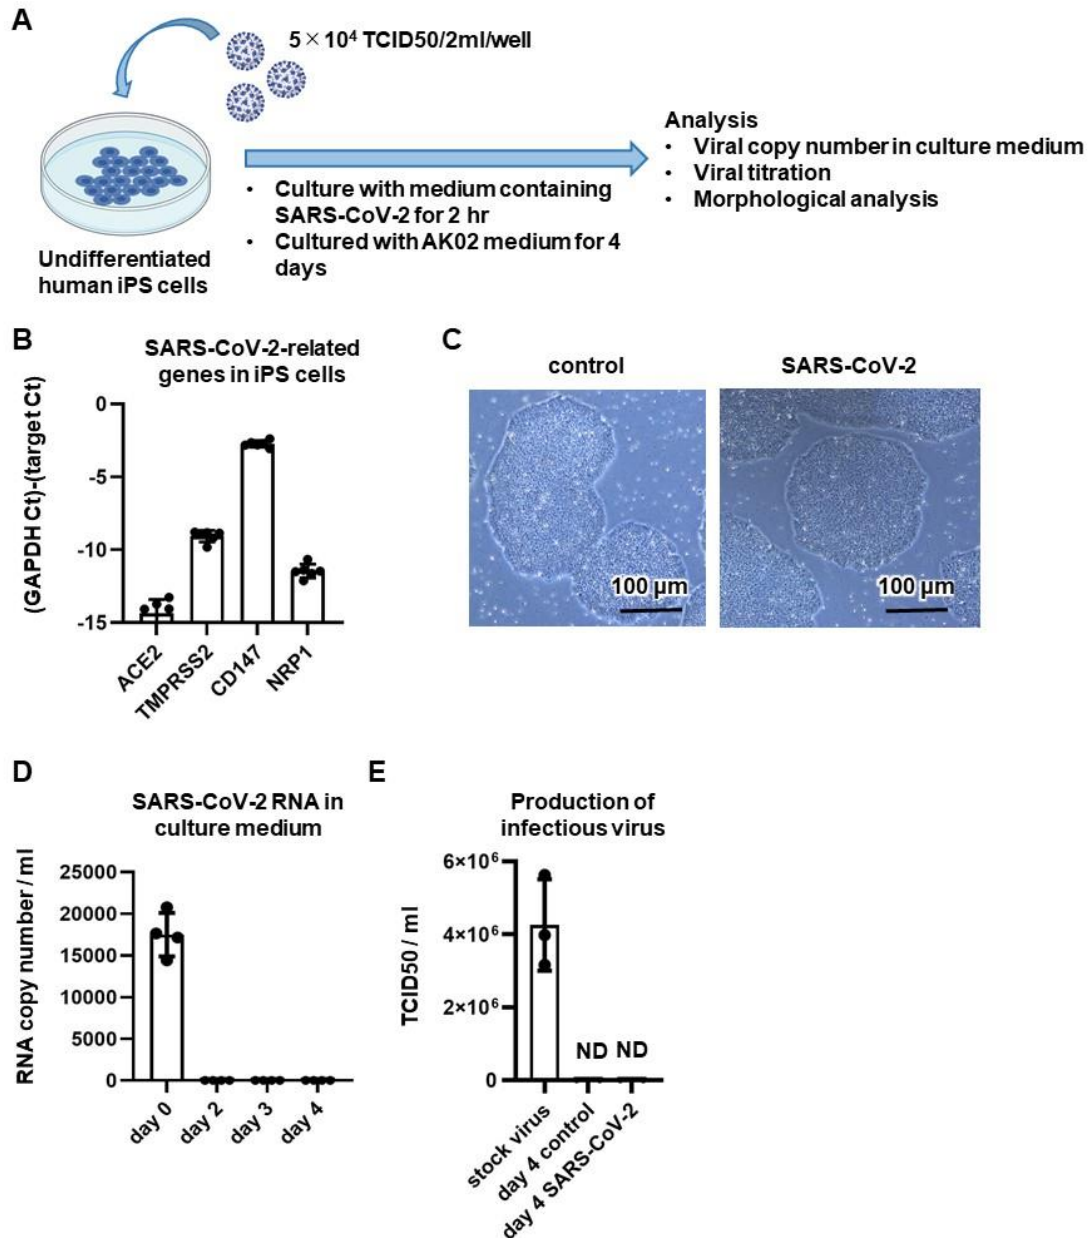 A
5×10⁴ TCID50/2ml/well
Undifferentiated
human iPS cells
• Culture with medium containing
SARS-CoV-2 for 2 hr
• Cultured with AK02 medium for 4
days
Analysis
• Viral copy number in culture medium
• Viral titration
• Morphological analysis
B
SARS-CoV-2-related
genes in iPS cells
(GAPDH Ct)-(target Ct)
0
-5
-10
-15
ACE2
TMPRSS2
CD147
NRP1
C
control
SARS-CoV-2
100 µm
100 µm
D
SARS-CoV-2 RNA in
culture medium
RNA copy number / ml
25000
20000
15000
10000
5000
0
day 0
day 2
day 3
day 4
E
Production of
infectious virus
TCID50 / ml
6×10⁶
4×10⁶
2×10⁶
0
ND ND
stock virus
day 4 control
day 4 SARS-CoV-2